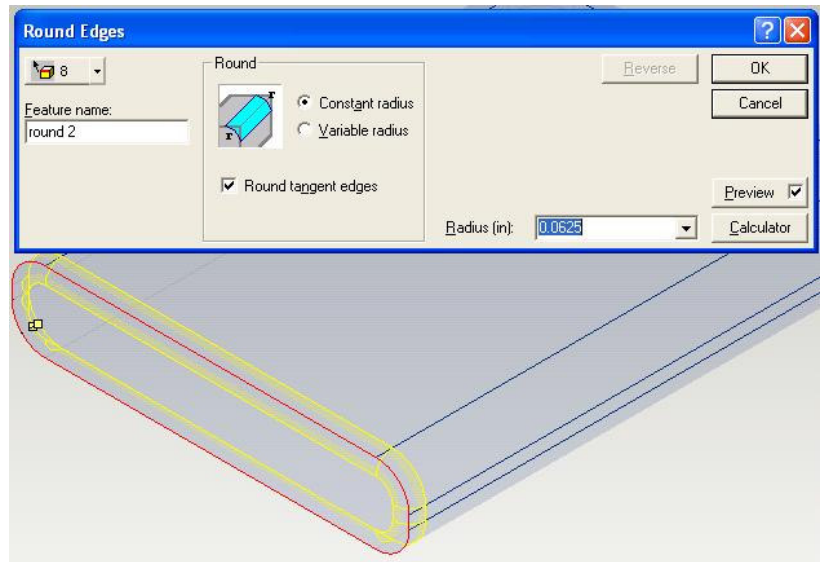 Round Edges
8
Feature name:
round 2
Round
r
r
Constant radius
Variable radius
Round tangent edges
Reverse
OK
Cancel
Preview
Radius (in): 0.0625
Calculator